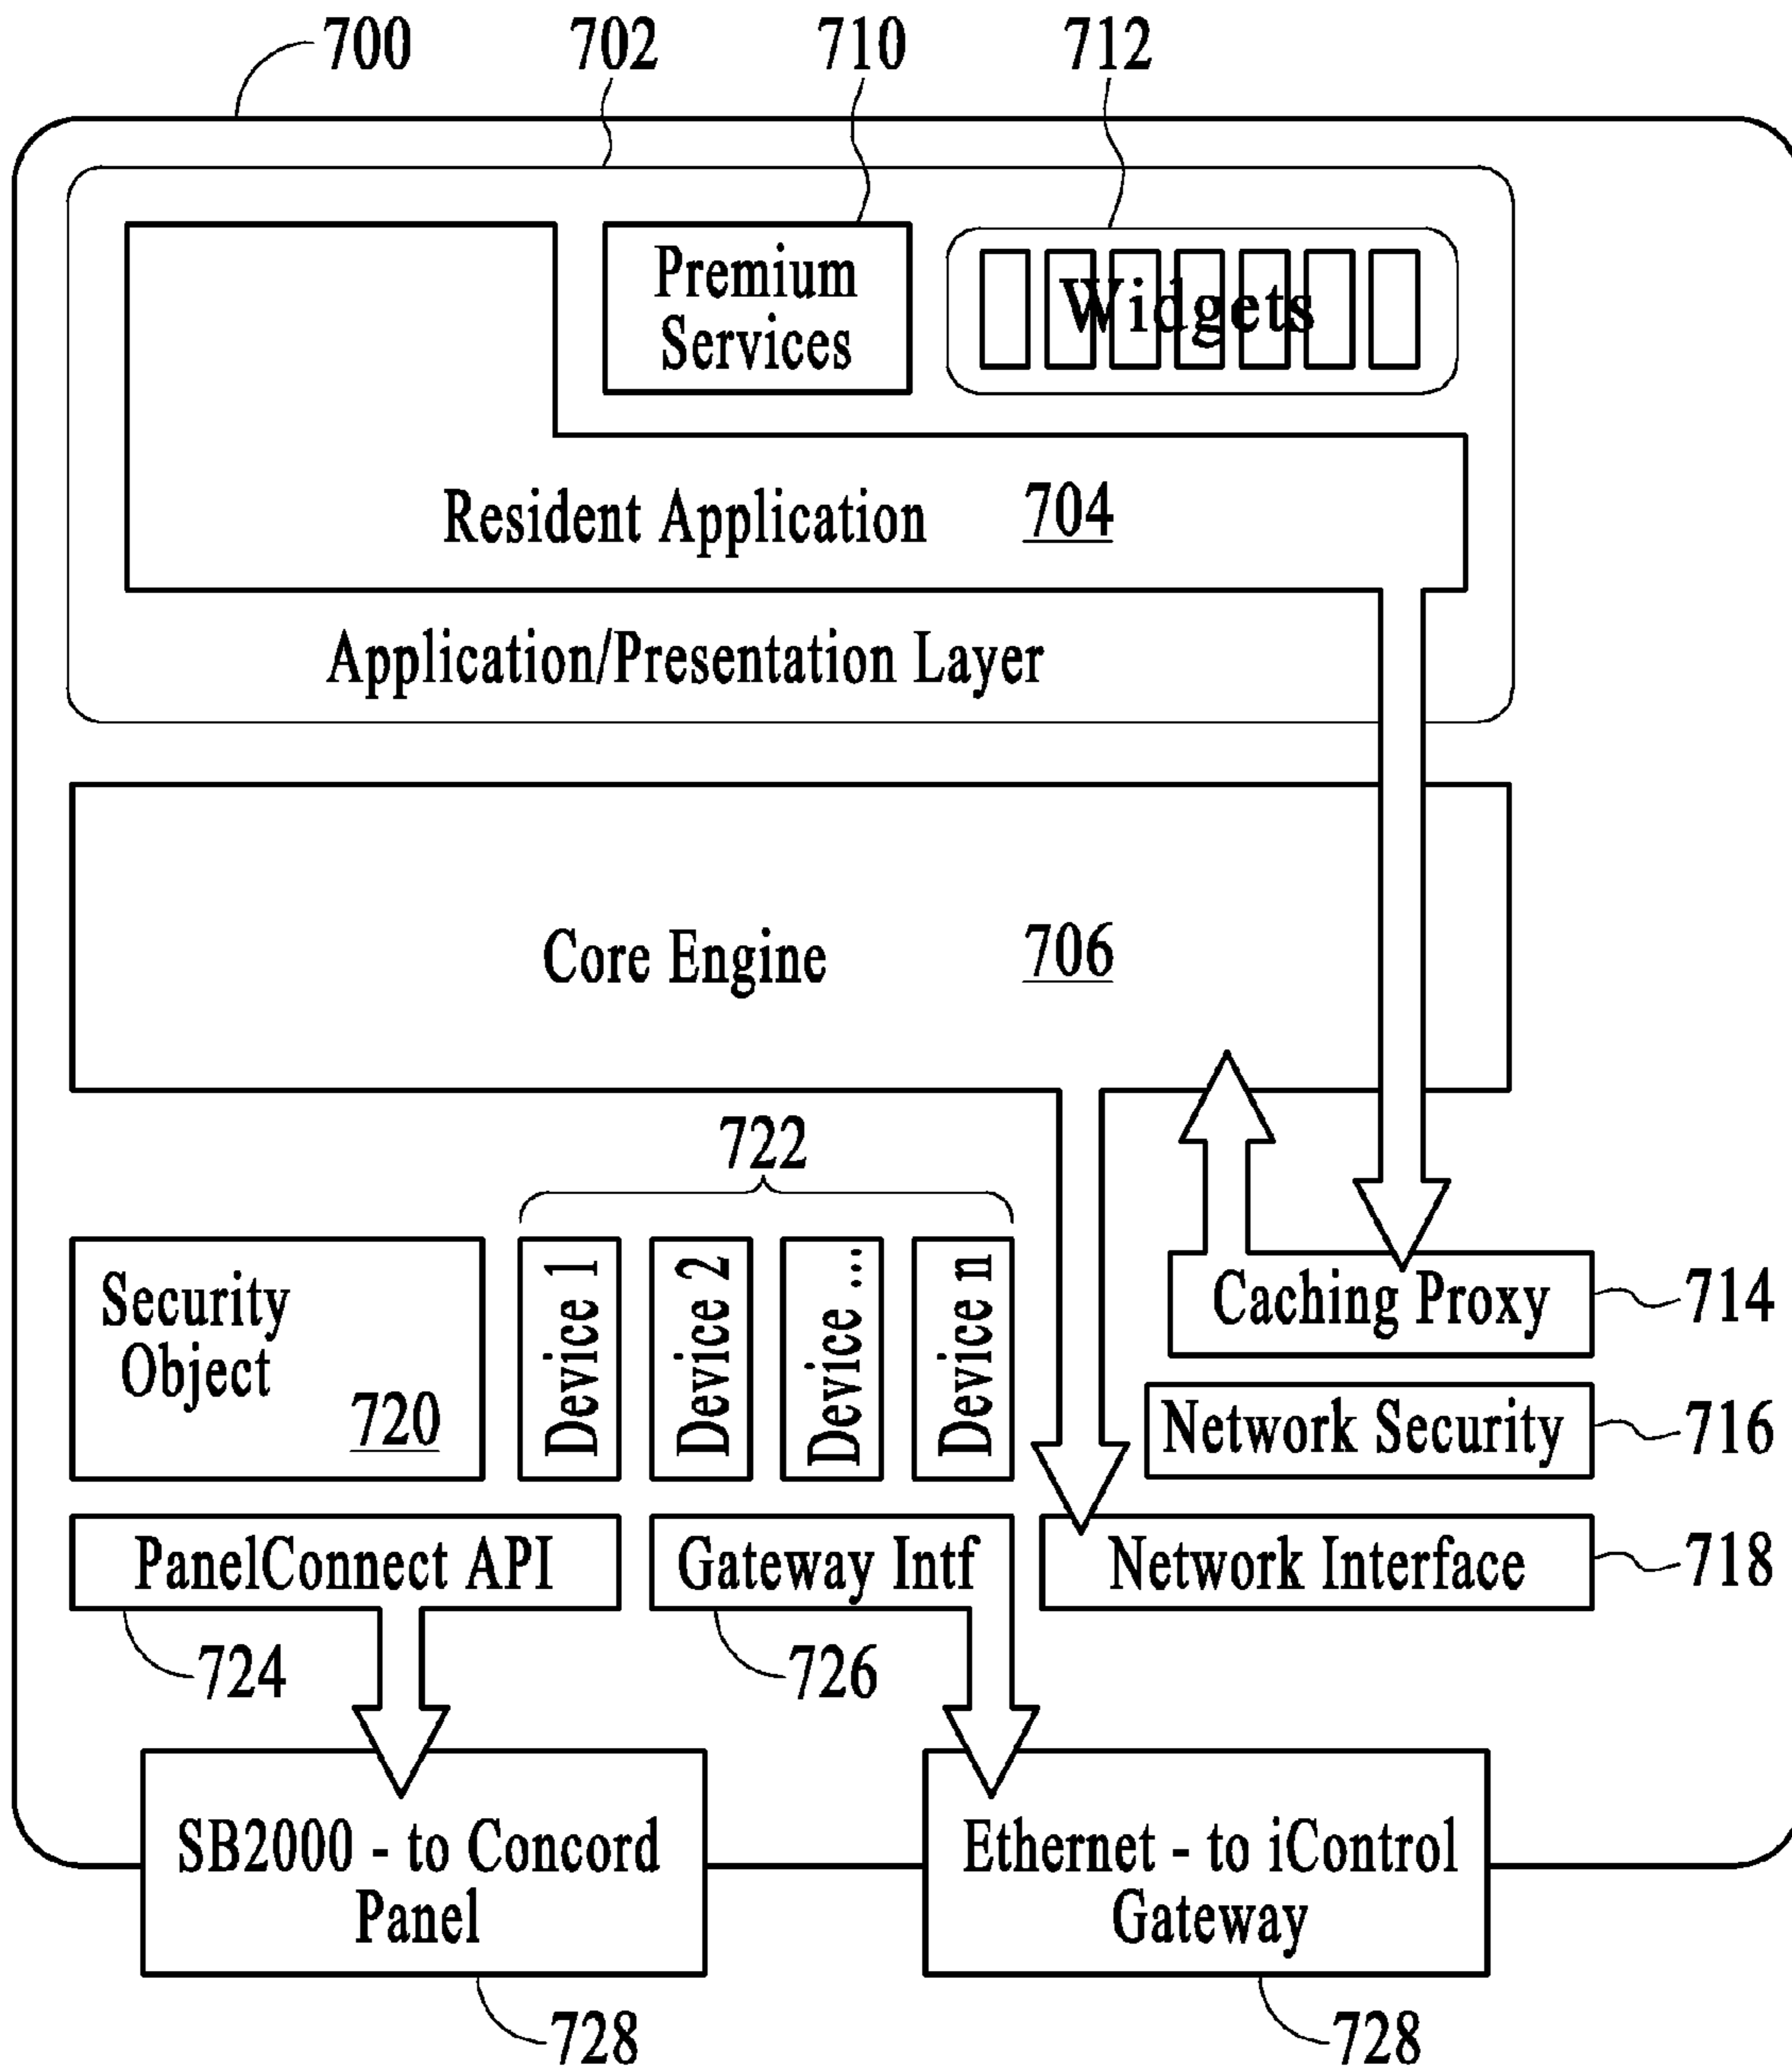 700
702
710
712
Premium
Services
Widgets
Resident Application 704
Application/Presentation Layer
Core Engine 706
722
Security
Object
720
Device 1
Device 2
Device ...
Device n
Caching Proxy
714
Network Security
716
PanelConnect API
Gateway Intf
Network Interface
718
724
726
SB2000 - to Concord
Panel
Ethernet - to iControl
Gateway
728
728